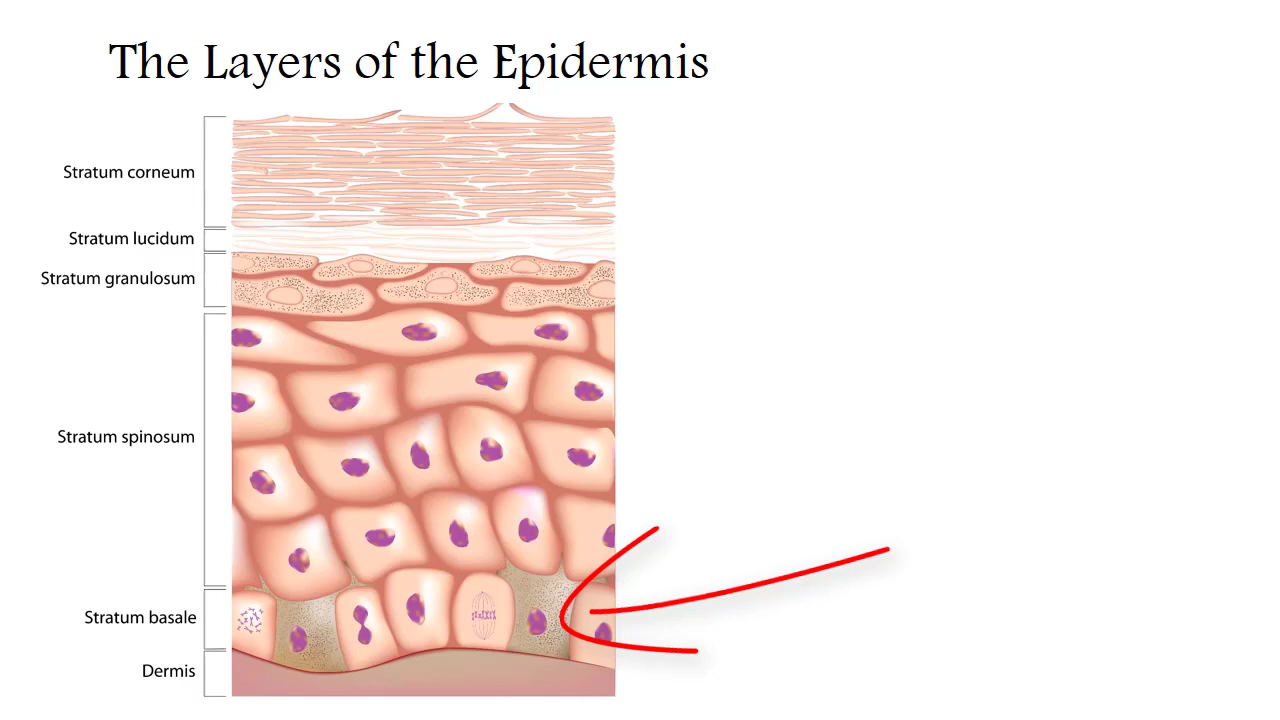 The Layers of the Epidermis
Stratum corneum
Stratum lucidum
Stratum granulosum
Stratum spinosum
Stratum basale
Dermis